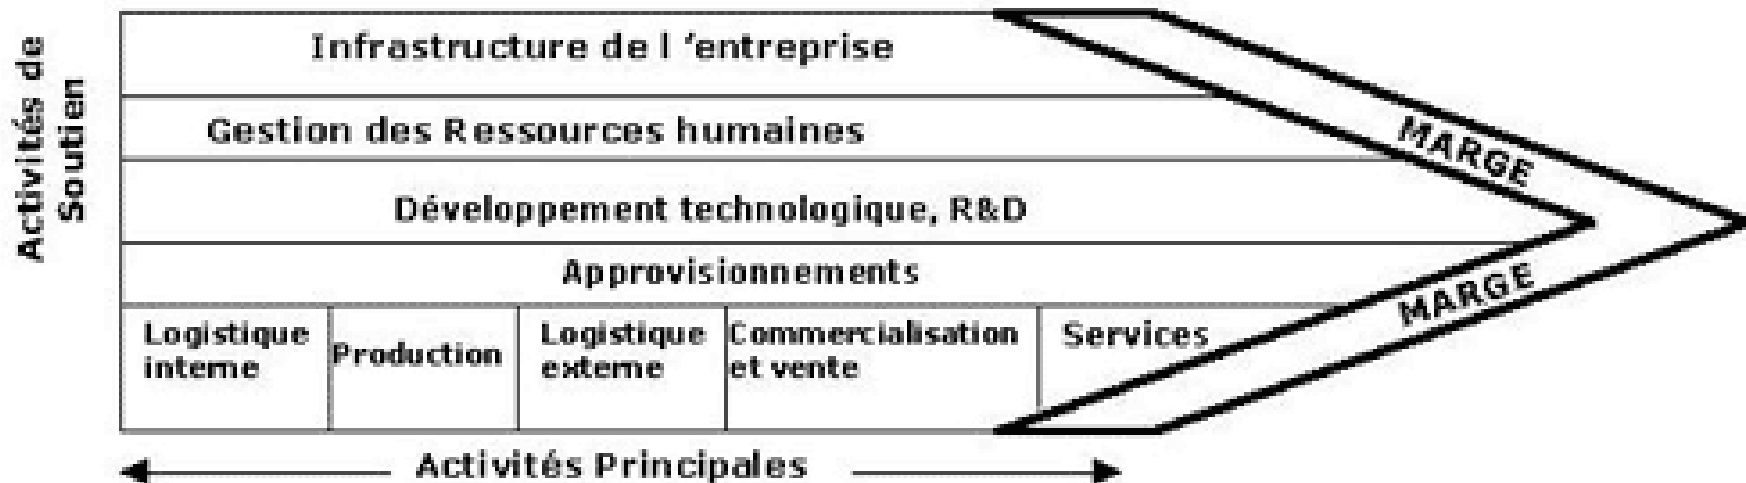 Activités de
Soutien
Infrastructure de l ’entreprise
Gestion des Ressources humaines
Développement technologique, R&D
Approvisionnements
Logistique
interne
Production
Logistique
externe
Commercialisation
et vente
Services
MARGE
MARGE
Activités Principales